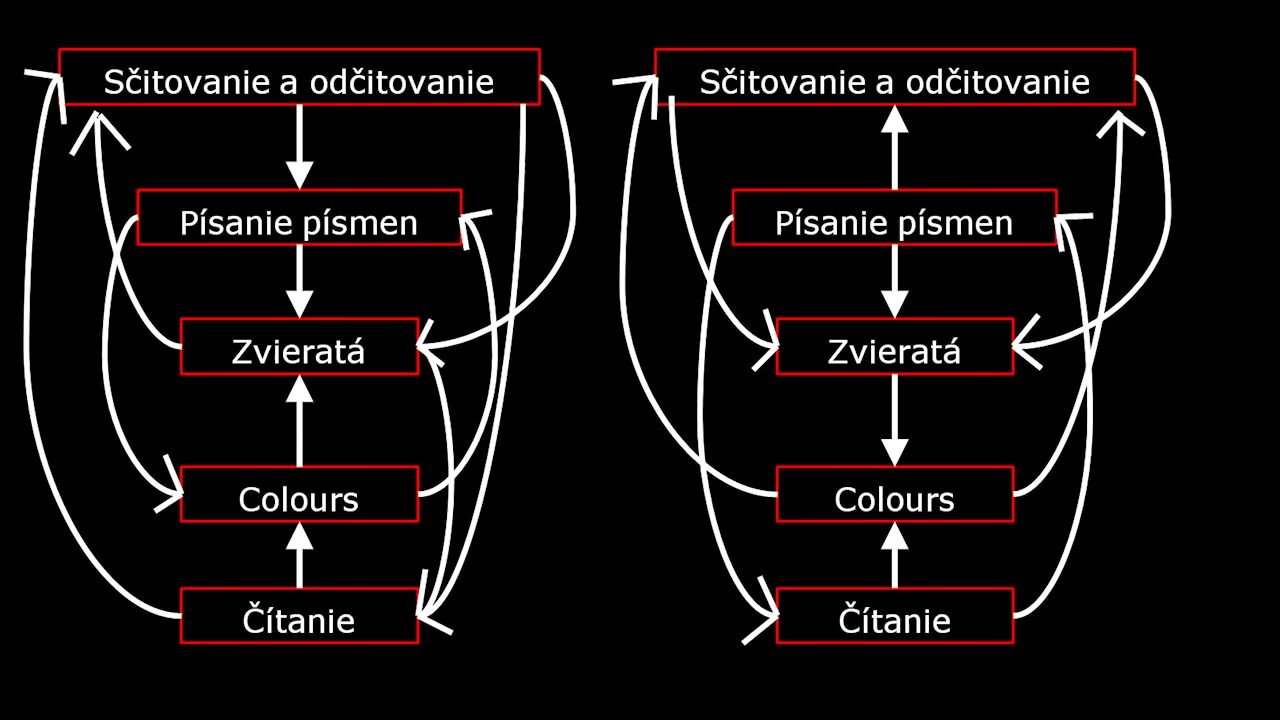 Sčitovanie a odčitovanie
Písanie písmen
Zvieratá
Colours
Čítanie
Sčitovanie a odčitovanie
Písanie písmen
Zvieratá
Colours
Čítanie